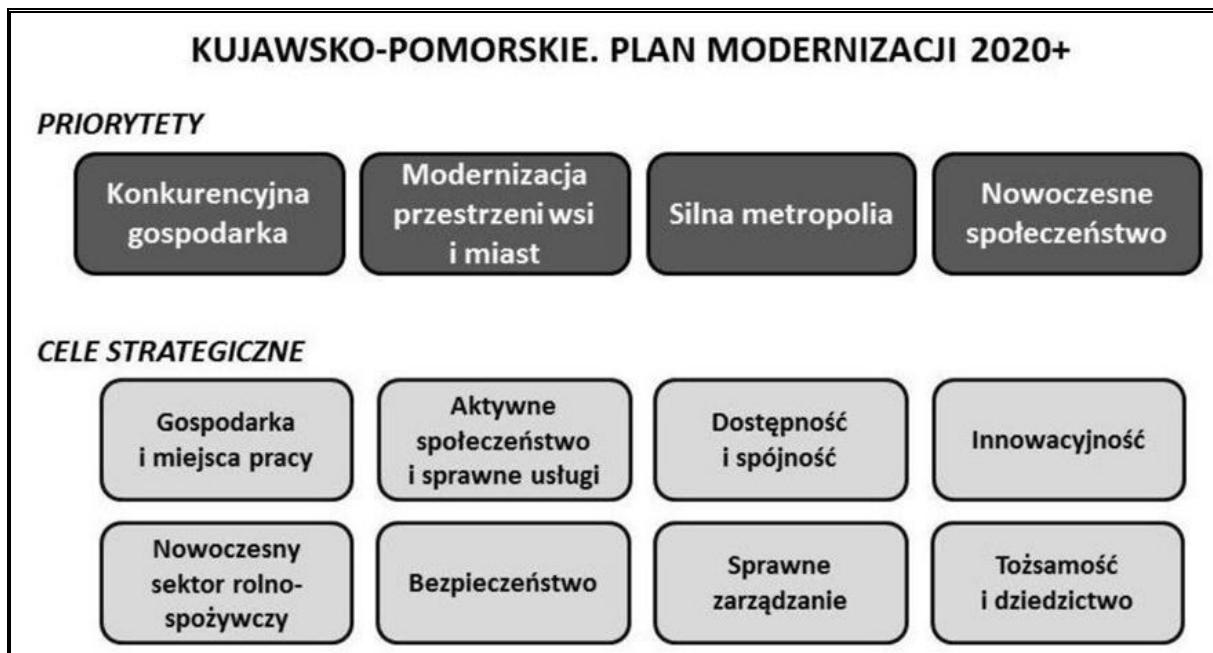 KUJAWSKO-POMORSKIE. PLAN MODERNIZACJI 2020+
PRIORYTETY
Konkurencyjna
gospodarka
Modernizacja
przestrzeni wsi
i miast
Silna metropolia
Nowoczesne
społeczeństwo
CELE STRATEGICZNE
Gospodarka
i miejsca pracy
Aktywne
społeczeństwo
i sprawne usługi
Dostępność
i spójność
Innowacyjność
Nowoczesny
sektor rolno-
spożywczy
Bezpieczeństwo
Sprawne
zarządzanie
Tożsamość
i dziedzictwo